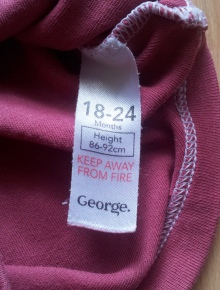 18-24
Months
Height
86-92cm
KEEP AWAY
FROM FIRE
George.